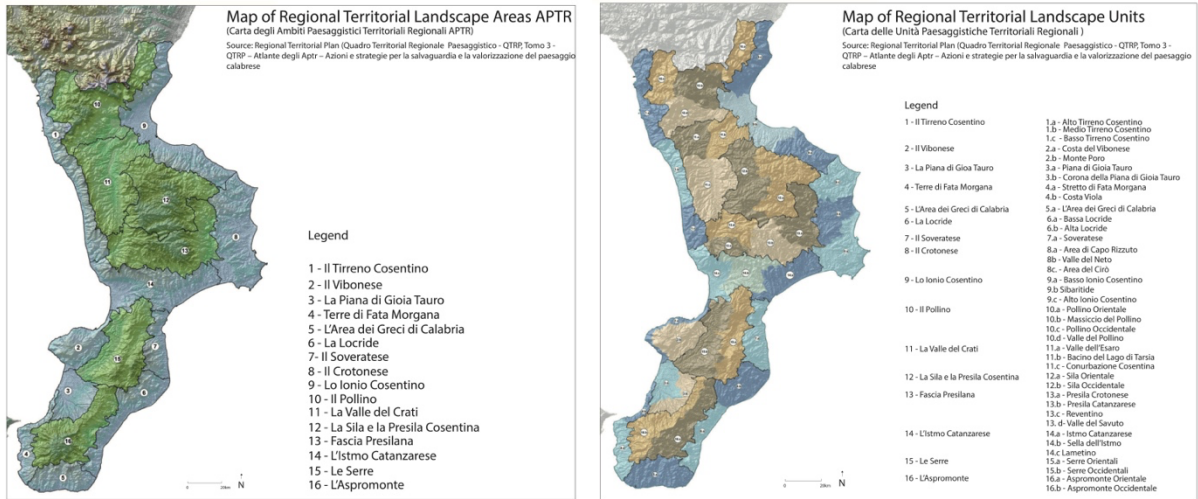 Map of Regional Territorial Landscape Areas APTR
(Carta degli Ambiti Paesaggistici Territoriali Regionali APTR)
Source: Regional Territorial Plan (Quadro Territorial Regionale Paesaggistico - QTRP, Tomo 3 -
QTRP – Atlante degli Aptr – Azioni e strategie per la salvaguardia e la valorizzazione del paesaggio
calabrese
Legend
1 - Il Tirreno Cosentino
2 - Il Vibonese
3 - La Piana di Gioia Tauro
4 - Terre di Fata Morgana
5 - L'Area dei Greci di Calabria
6 - La Locride
7- Il Soveratese
8 - Il Crotonese
9 - Lo Ionio Cosentino
10 - Il Pollino
11 - La Valle del Crati
12 - La Sila e la Presila Cosentina
13 - Fascia Presilana
14 - L'Istmo Catanzarese
15 - Le Serre
16 - L'Aspromonte
0 20km
N
Map of Regional Territorial Landscape Units
(Carta delle Unità Paesaggistiche Territoriali Regionali )
Source: Regional Territorial Plan (Quadro Territorial Regionale Paesaggistico - QTRP, Tomo 3 -
QTRP – Atlante degli Aptr – Azioni e strategie per la salvaguardia e la valorizzazione del paesaggio
calabrese
Legend
1 - Il Tirreno Cosentino 1.a - Alto Tirreno Cosentino
1.b - Medio Tirreno Cosentino
1.c - Basso Tirreno Cosentino
2 - Il Vibonese 2.a - Costa del Vibonese
2.b - Monte Poro
3 - La Piana di Gioa Tauro 3.a - Piana di Gioia Tauro
3.b - Corona della Piana di Gioia Tauro
4 - Terre di Fata Morgana 4.a - Stretto di Fata Morgana
4.b - Costa Viola
5 - L'Area dei Greci di Calabria 5.a - L'Area dei Greci di Calabria
6 - La Locride 6.a - Bassa Locride
6.b - Alta Locride
7 - Il Soveratese 7.a - Soveratese
8 - Il Crotonese 8.a - Area di Capo Rizzuto
8b - Valle del Neto
8c. - Area del Cirò
9 - Lo Ionio Cosentino 9.a - Basso Ionio Cosentino
9.b Sibaritide
9.c - Alto Ionio Cosentino
10 - Il Pollino 10.a - Pollino Orientale
10.b - Massiccio del Pollino
10.c - Pollino Occidentale
10.d - Valle del Pollino
11 - La Valle del Crati 11.a - Valle dell'Esaro
11.b - Bacino del Lago di Tarsia
11.c - Conurbazione Cosentina
12 - La Sila e la Presila Cosentina 12.a - Sila Orientale
12.b - Sila Occidentale
13 - Fascia Presilana 13.a - Presila Crotonese
13.b - Presila Catanzarese
13.c - Reventino
13. d- Valle del Savuto
14 - L'Istmo Catanzarese 14.a - Istmo Catanzarese
14.b - Sella dell'Istmo
14.c Lametino
15 - Le Serre 15.a - Serre Orientali
15.b - Serre Occidentali
16 - L'Aspromonte 16.a - Aspromonte Orientale
16.b - Aspromonte Occidentale
0 20km
N